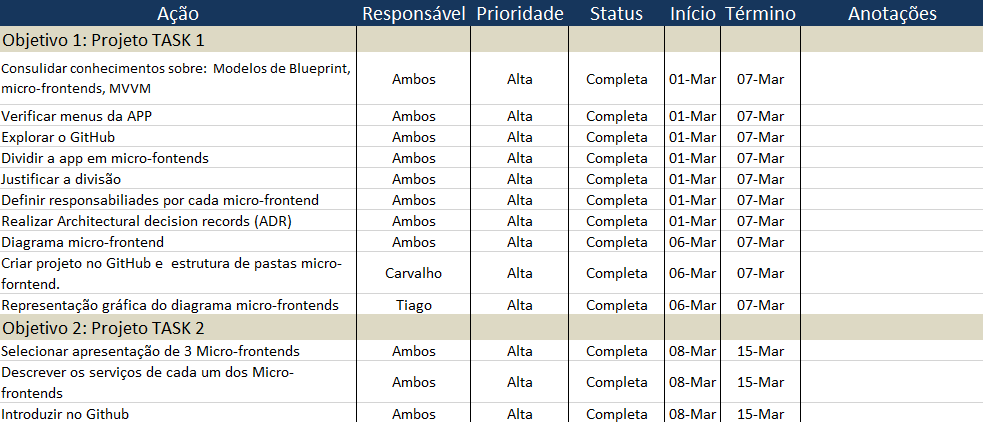 Ação Responsável Prioridade Status Início Término Anotações
Objetivo 1: Projeto TASK 1
Consulidar conhecimentos sobre: Modelos de Blueprint,
micro-frontends, MVVM Ambos Alta Completa 01-Mar 07-Mar
Verificar menus da APP Ambos Alta Completa 01-Mar 07-Mar
Explorar o GitHub Ambos Alta Completa 01-Mar 07-Mar
Dividir a app em micro-fontends Ambos Alta Completa 01-Mar 07-Mar
Justificar a divisão Ambos Alta Completa 01-Mar 07-Mar
Definir responsabiliades por cada micro-frontend Ambos Alta Completa 01-Mar 07-Mar
Realizar Architectural decision records (ADR) Ambos Alta Completa 01-Mar 07-Mar
Diagrama micro-frontend Ambos Alta Completa 06-Mar 07-Mar
Criar projeto no GitHub e estrutura de pastas micro-
forntend. Carvalho Alta Completa 06-Mar 07-Mar
Representação gráfica do diagrama micro-frontends Tiago Alta Completa 06-Mar 07-Mar
Objetivo 2: Projeto TASK 2
Selecionar apresentação de 3 Micro-frontends Ambos Alta Completa 08-Mar 15-Mar
Descrever os serviços de cada um dos Micro-
frontends Ambos Alta Completa 08-Mar 15-Mar
Introduzir no Github Ambos Alta Completa 08-Mar 15-Mar